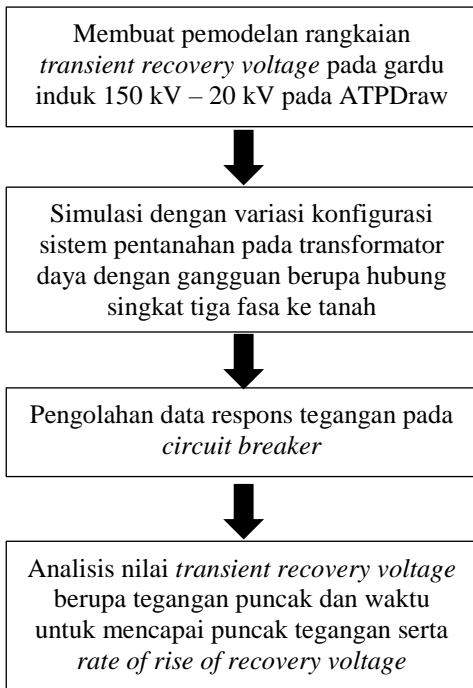 Membuat pemodelan rangkaian
transient recovery voltage pada gardu
induk 150 kV – 20 kV pada ATPDraw
Simulasi dengan variasi konfigurasi
sistem pentanahan pada transformator
daya dengan gangguan berupa hubung
singkat tiga fasa ke tanah
Pengolahan data respons tegangan pada
circuit breaker
Analisis nilai transient recovery voltage
berupa tegangan puncak dan waktu
untuk mencapai puncak tegangan serta
rate of rise of recovery voltage